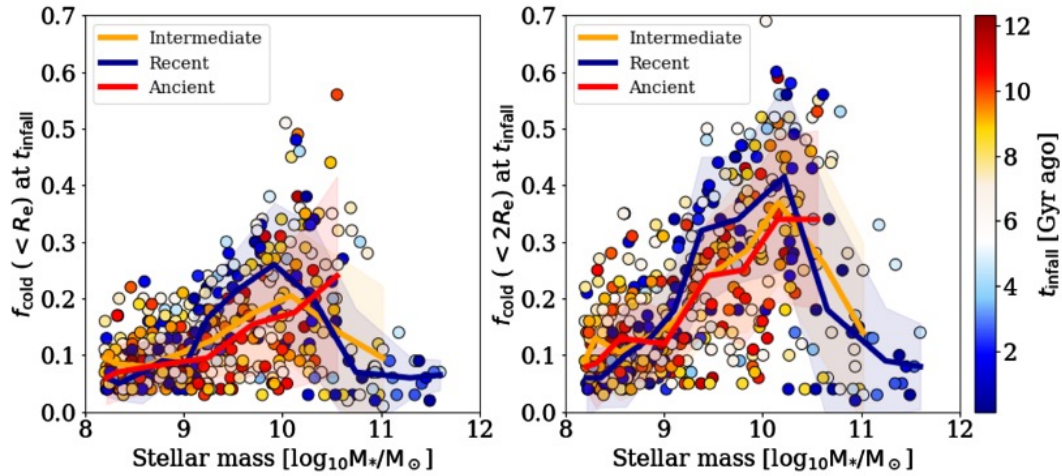 0.7
0.6
0.5
0.4
0.3
0.2
0.1
0.0
f_cold (< R_e) at t_infall
Intermediate
Recent
Ancient
8 9 10 11 12
Stellar mass [log₁₀M*/M☉]
0.7
0.6
0.5
0.4
0.3
0.2
0.1
0.0
f_cold (< 2R_e) at t_infall
Intermediate
Recent
Ancient
8 9 10 11 12
Stellar mass [log₁₀M*/M☉]
12
10
8
6
4
2
t_infall [Gyr ago]